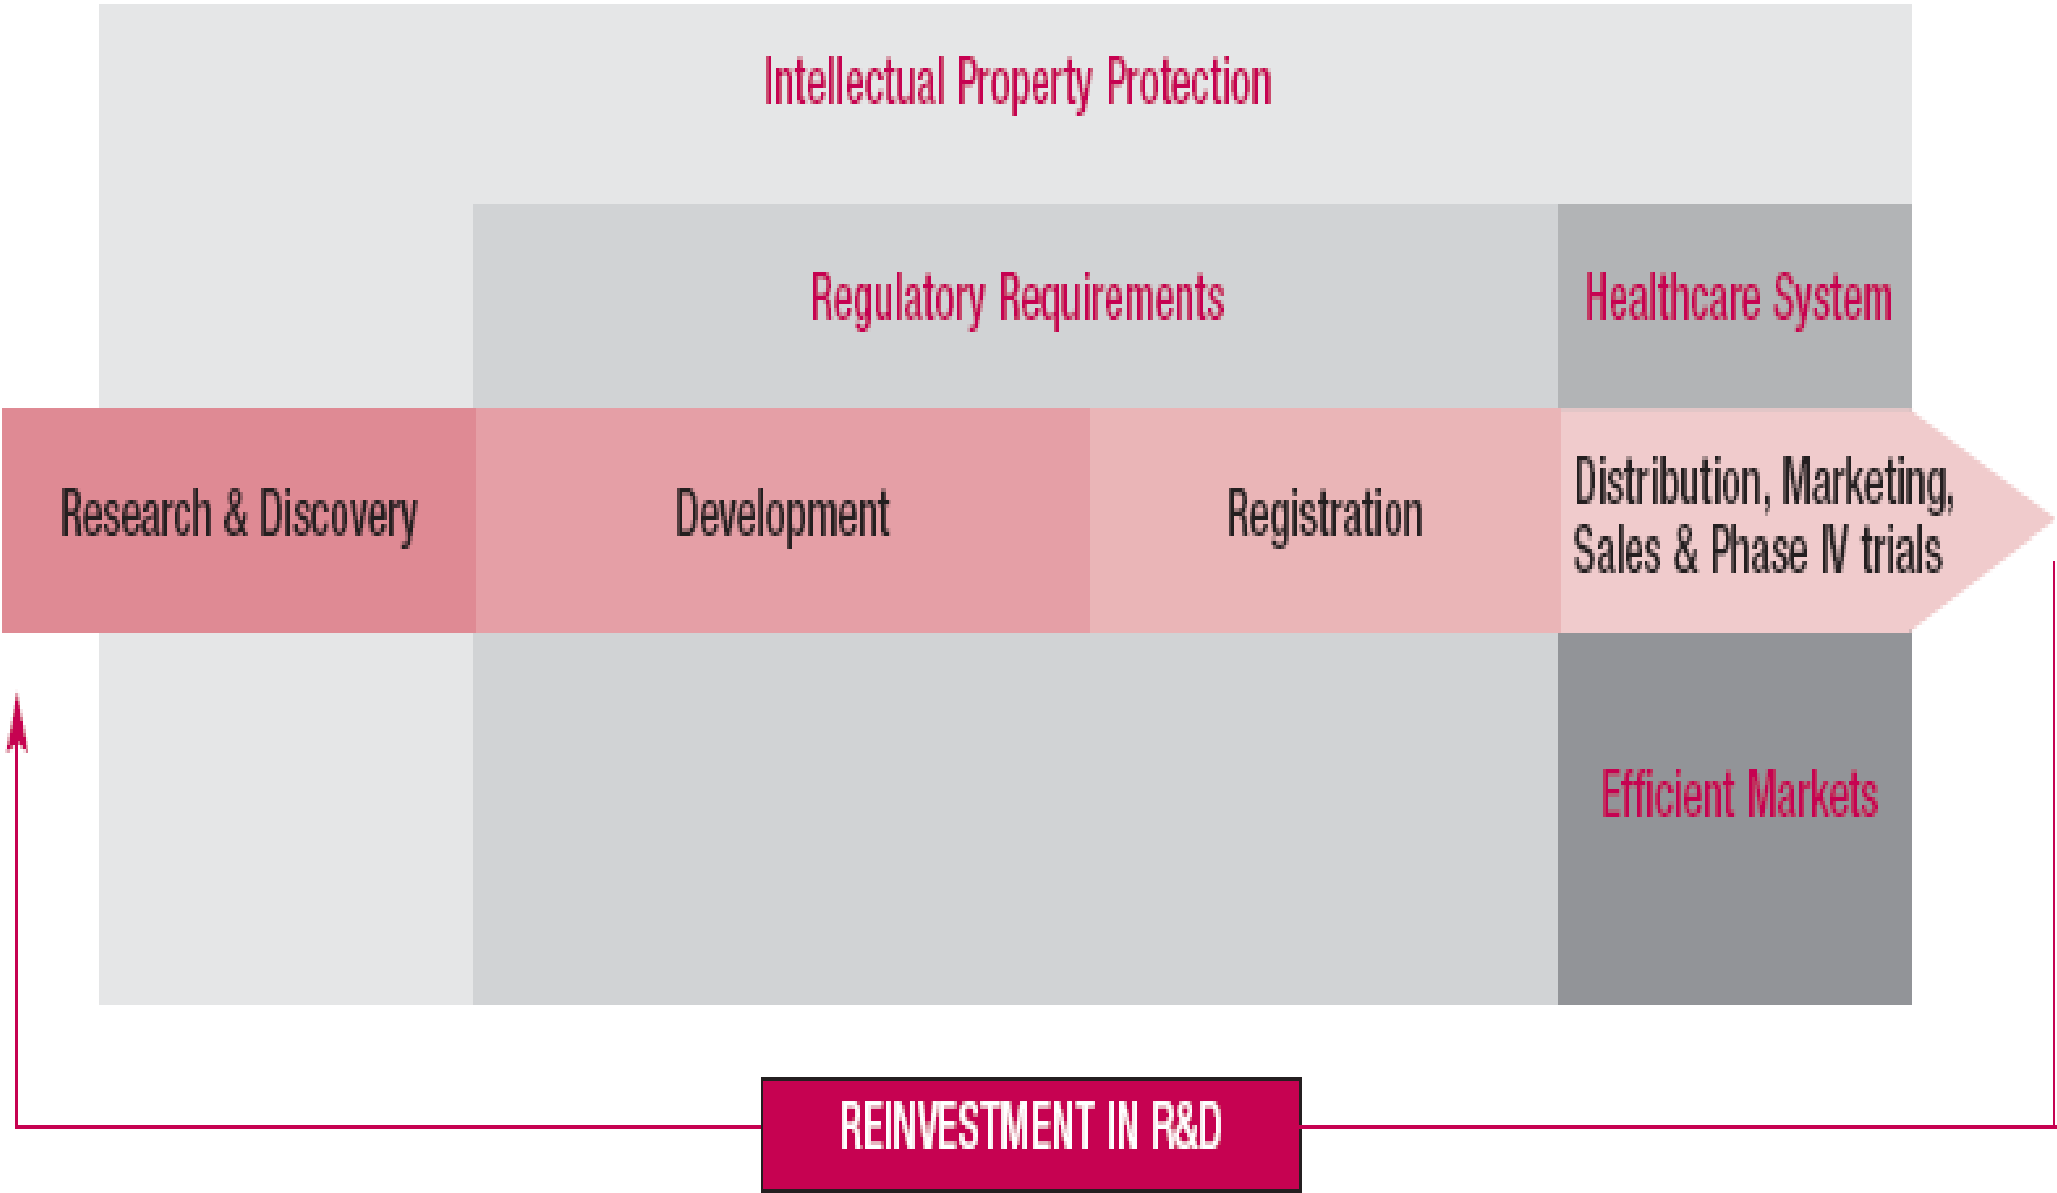 Intellectual Property Protection
Regulatory Requirements
Healthcare System
Research & Discovery
Development
Registration
Distribution, Marketing,
Sales & Phase IV trials
Efficient Markets
REINVESTMENT IN R&D